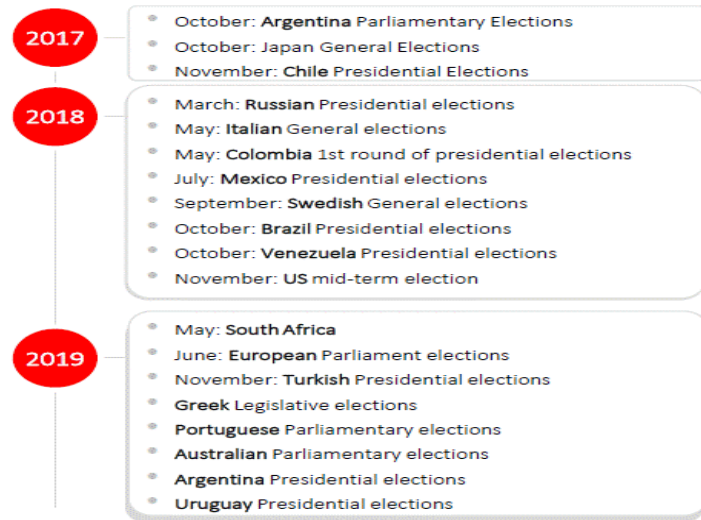 2017
October: Argentina Parliamentary Elections
October: Japan General Elections
November: Chile Presidential Elections
2018
March: Russian Presidential elections
May: Italian General elections
May: Colombia 1st round of presidential elections
July: Mexico Presidential elections
September: Swedish General elections
October: Brazil Presidential elections
October: Venezuela Presidential elections
November: US mid-term election
2019
May: South Africa
June: European Parliament elections
November: Turkish Presidential elections
Greek Legislative elections
Portuguese Parliamentary elections
Australian Parliamentary elections
Argentina Presidential elections
Uruguay Presidential elections